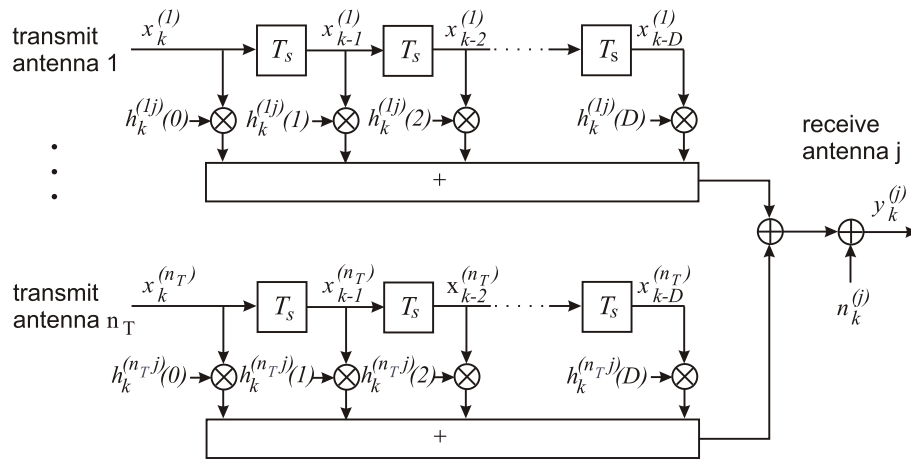 transmit antenna 1
x_k^{(1)} T_s x_{k-1}^{(1)} T_s x_{k-2}^{(1)} ....... T_s x_{k-D}^{(1)}
h_k^{(1j)}(0) h_k^{(1j)}(1) h_k^{(1j)}(2) h_k^{(1j)}(D)
+
receive antenna j
y_k^{(j)}
n_k^{(j)}
transmit antenna n_T
x_k^{(n_T)} T_s x_{k-1}^{(n_T)} T_s x_{k-2}^{(n_T)} ....... T_s x_{k-D}^{(n_T)}
h_k^{(n_T j)}(0) h_k^{(n_T j)}(1) h_k^{(n_T j)}(2) h_k^{(n_T j)}(D)
+